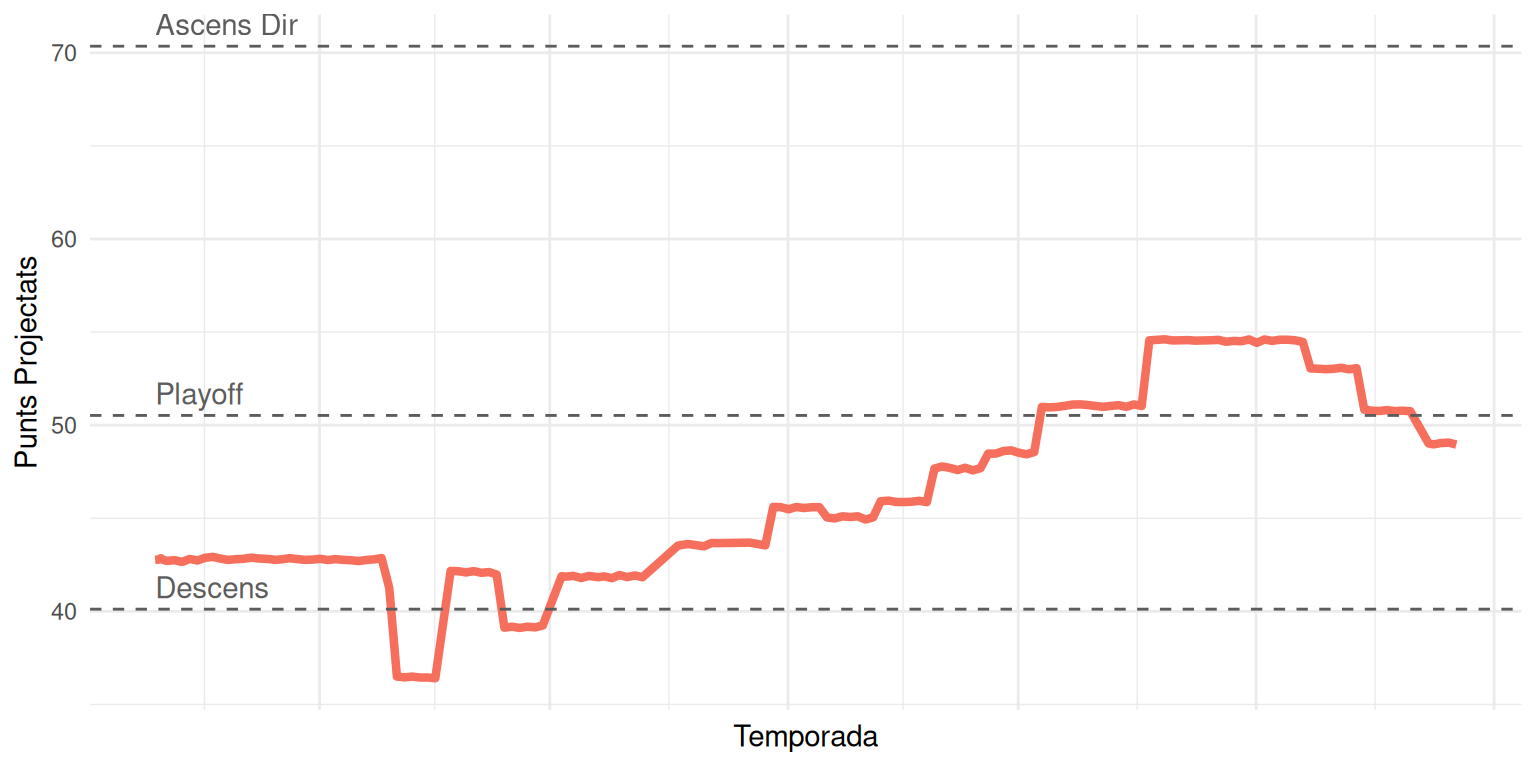 Ascens Dir
70
60
Playoff
50
Descens
40
Punts Projectats
Temporada